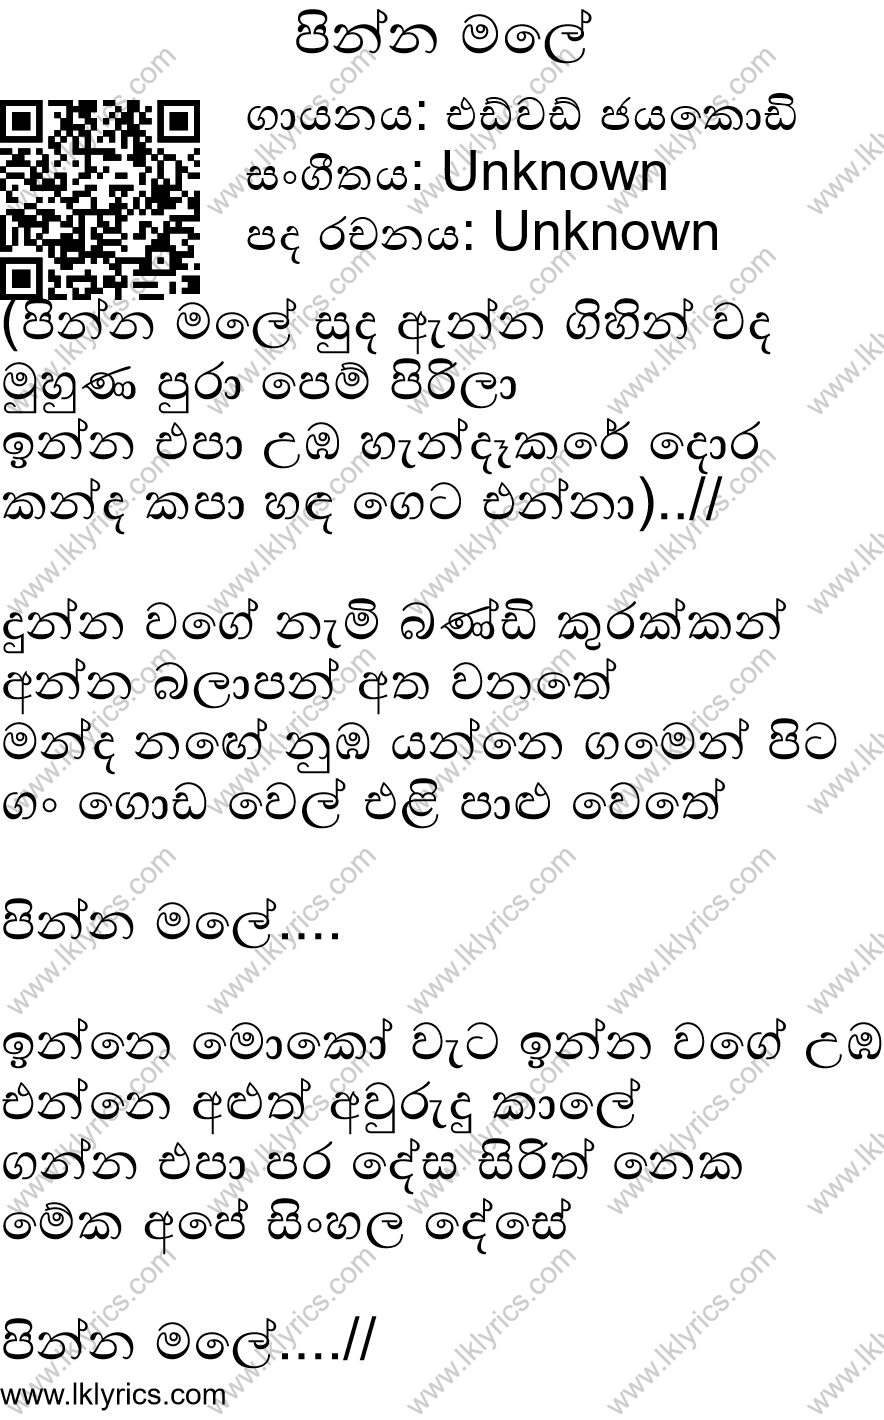 පින්න මලේ
ගායනය: එඩ්වඩ් ජයකොඩි
සංගීතය: Unknown
පද රචනය: Unknown
(පින්න මලේ සුද ඇන්න ගිහින් වද
මුහුණ පුරා පෙම් පිරිලා
ඉන්න එපා උඹ හැන්දෑකරේ දොර
කන්ද කපා හඳ ගෙට එන්නා)..//
දුන්න වගේ නැමි බණ්ඩි කුරක්කන්
අන්න බලාපන් අත වනතේ
මන්ද නඟේ නුඹ යන්නෙ ගමෙන් පිට
ගං ගොඩ වෙල් එළි පාළු වෙතේ
පින්න මලේ....
ඉන්නෙ මොකෝ වැට ඉන්න වගේ උඹ
එන්නෙ අළුත් අවුරුදු කාලේ
ගන්න එපා පර දේස සිරිත් නෙක
මේක අපේ සිංහල දේසේ
පින්න මලේ....//
www.lklyrics.com